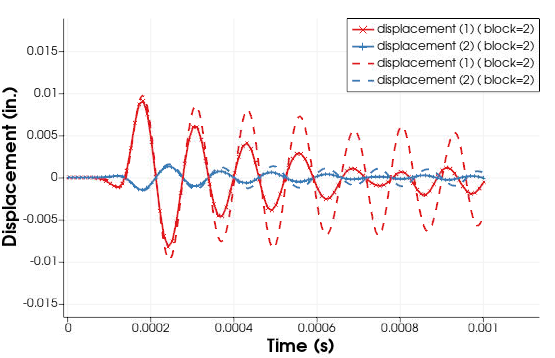 displacement (1) ( block=2)
displacement (2) ( block=2)
displacement (1) ( block=2)
displacement (2) ( block=2)
Displacement (in.)
0.015
0.01
0.005
0
-0.005
-0.01
-0.015
0 0.0002 0.0004 0.0006 0.0008 0.001
Time (s)